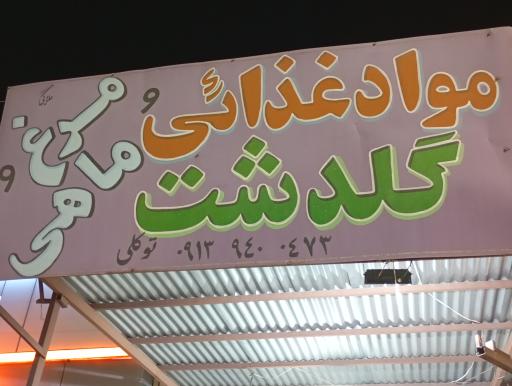 مواد غذائی و
گلدشت
مرغ و
ماهی
۰۹۱۳ ۹۴۰ ۰۴۷۳ توکلی